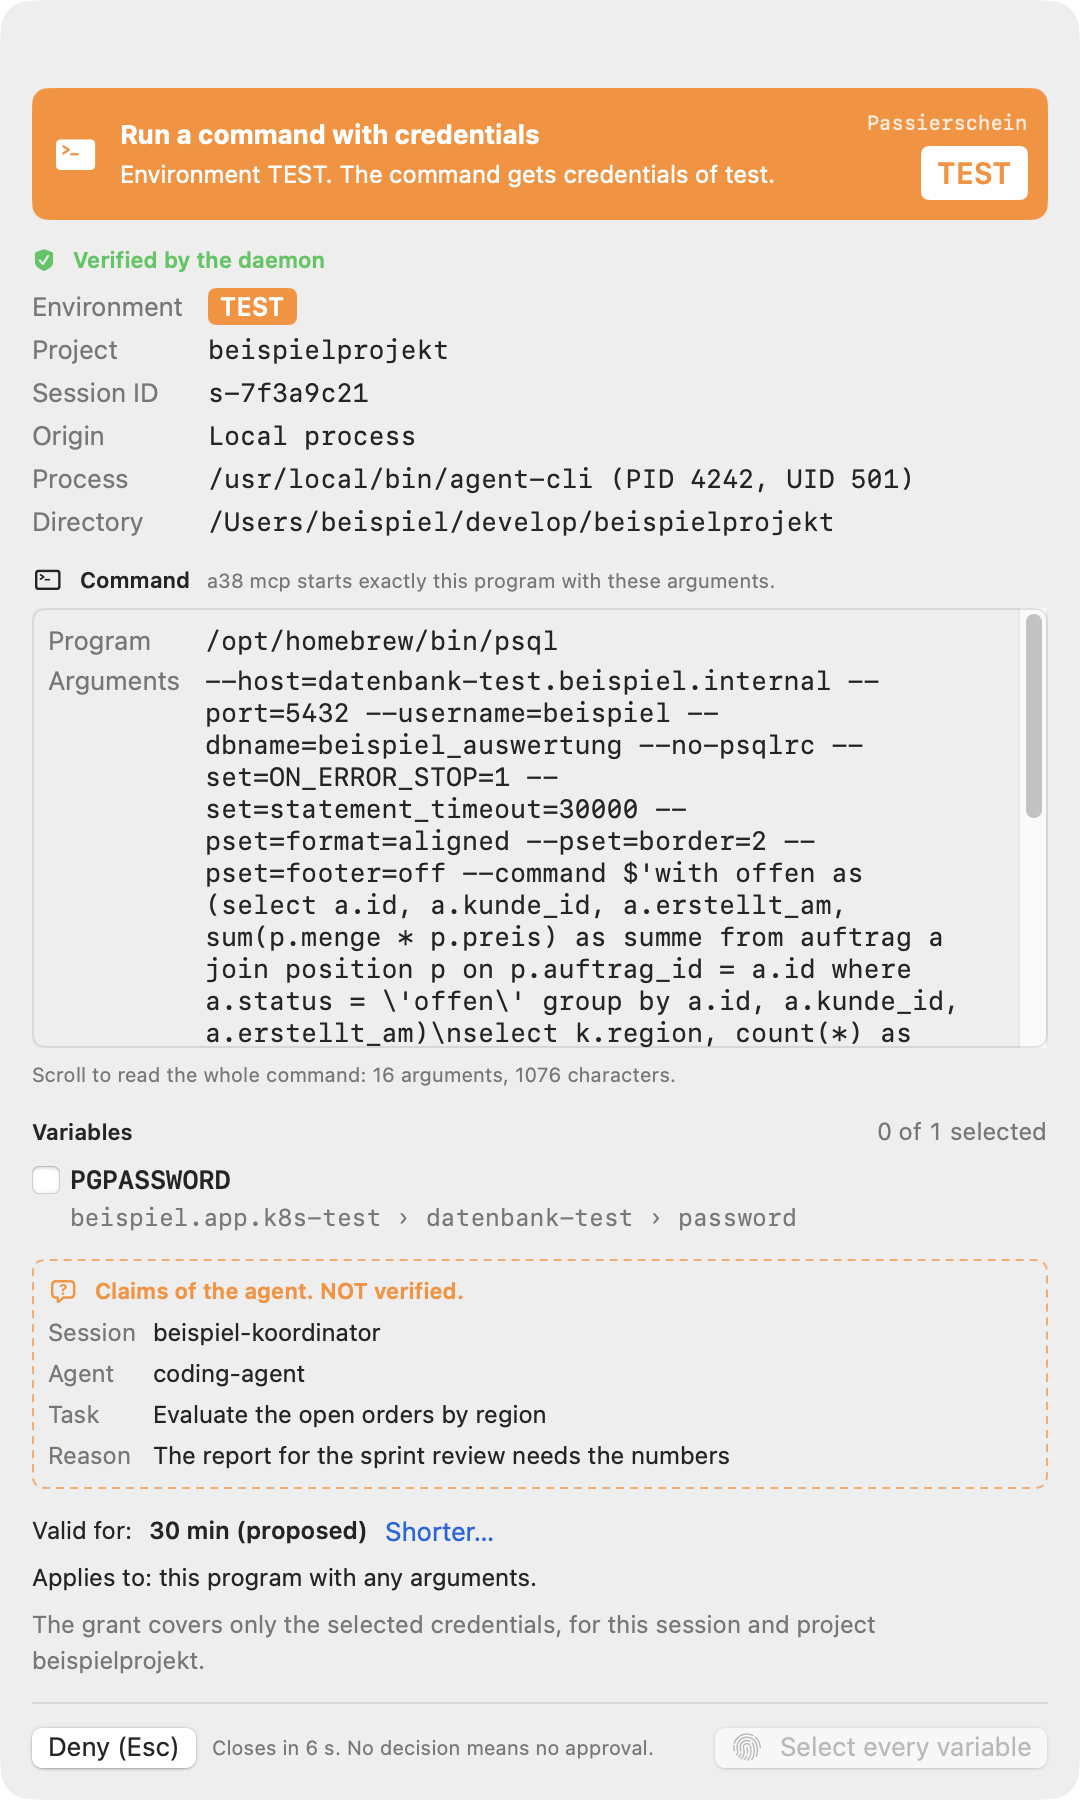 Run a command with credentials
Environment TEST. The command gets credentials of test.
Passierschein
TEST
Verified by the daemon
Environment TEST
Project beispielprojekt
Session ID s-7f3a9c21
Origin Local process
Process /usr/local/bin/agent-cli (PID 4242, UID 501)
Directory /Users/beispiel/develop/beispielprojekt
Command a38 mcp starts exactly this program with these arguments.
Program /opt/homebrew/bin/psql
Arguments --host=datenbank-test.beispiel.internal --
port=5432 --username=beispiel --
dbname=beispiel_auswertung --no-psqlrc --
set=ON_ERROR_STOP=1 --
set=statement_timeout=30000 --
pset=format=aligned --pset=border=2 --
pset=footer=off --command $'with offen as
(select a.id, a.kunde_id, a.erstellt_am,
sum(p.menge * p.preis) as summe from auftrag a
join position p on p.auftrag_id = a.id where
a.status = \'offen\' group by a.id, a.kunde_id,
a.erstellt_am)\nselect k.region, count(*) as
Scroll to read the whole command: 16 arguments, 1076 characters.
Variables 0 of 1 selected
PGPASSWORD
beispiel.app.k8s-test › datenbank-test › password
Claims of the agent. NOT verified.
Session beispiel-koordinator
Agent coding-agent
Task Evaluate the open orders by region
Reason The report for the sprint review needs the numbers
Valid for: 30 min (proposed) Shorter...
Applies to: this program with any arguments.
The grant covers only the selected credentials, for this session and project
beispielprojekt.
Deny (Esc) Closes in 6 s. No decision means no approval. Select every variable